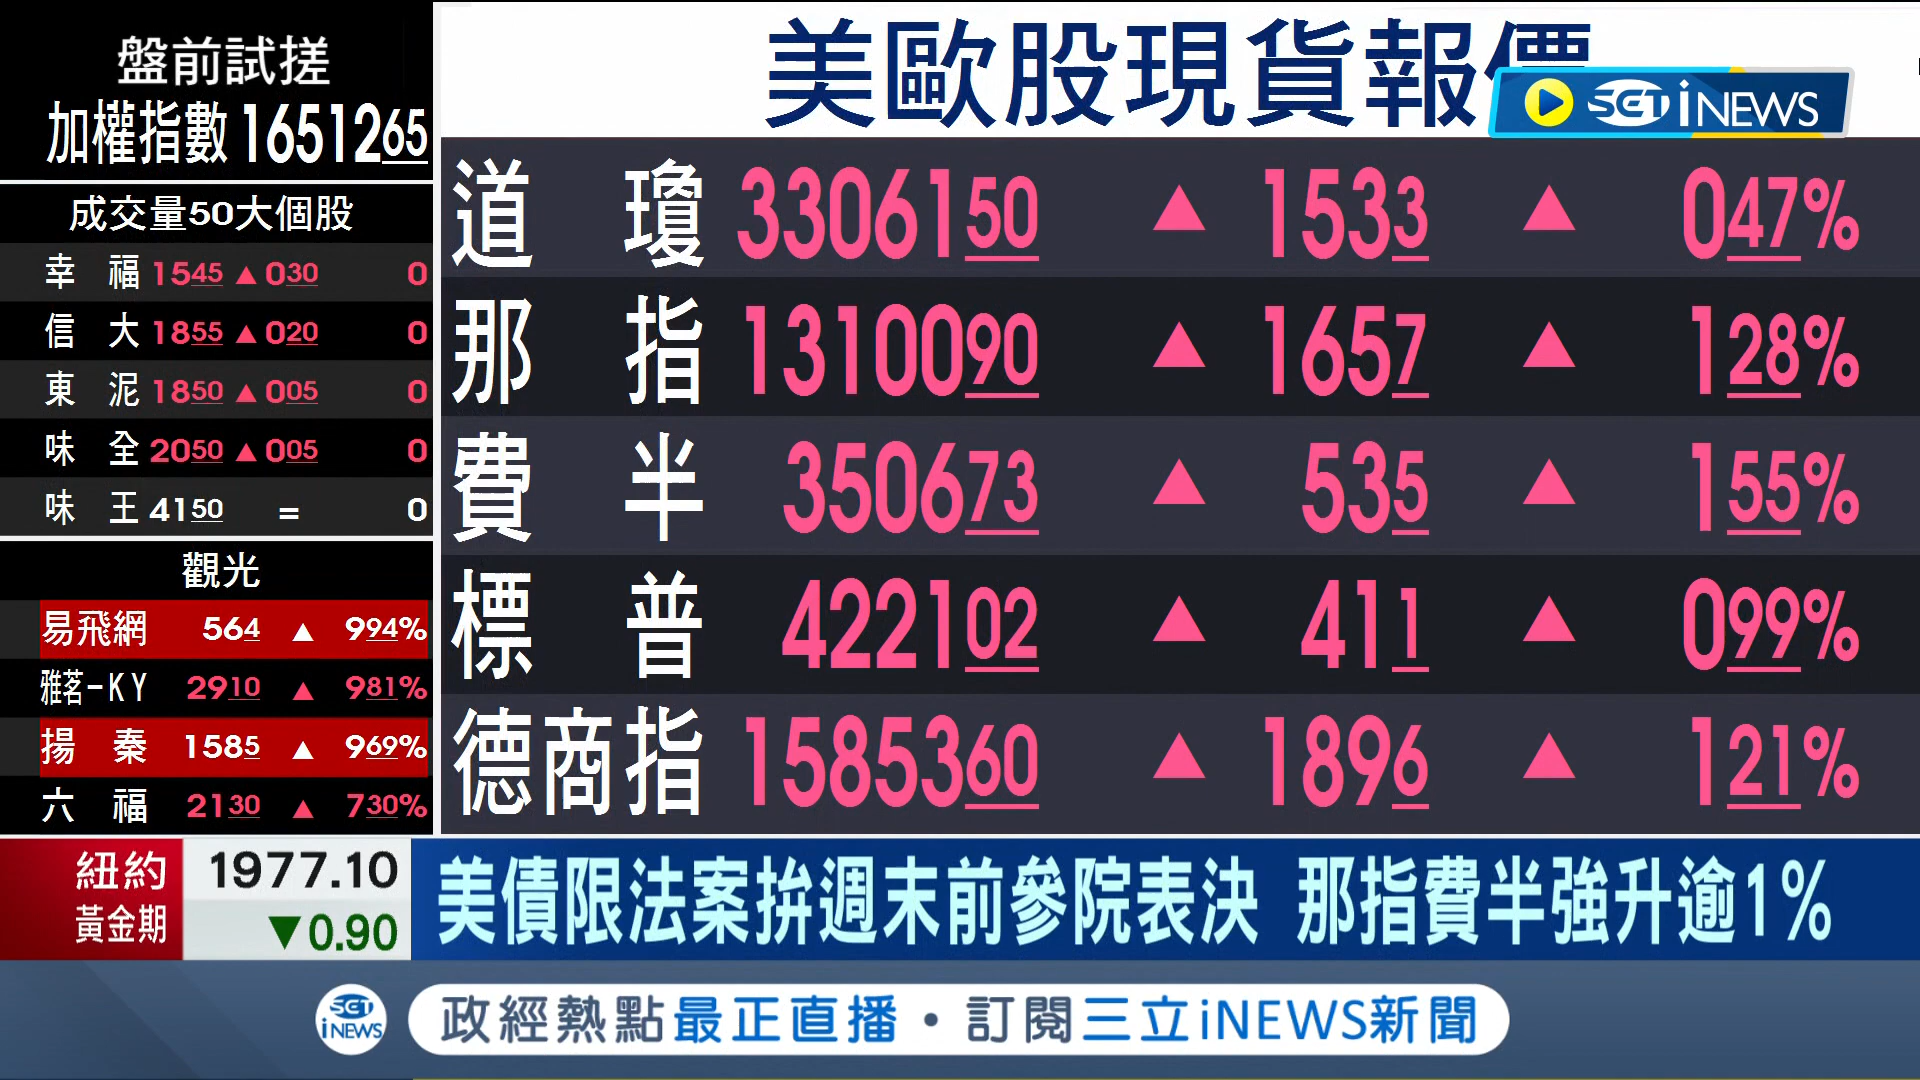 盤前試搓
加權指數 1651265
成交量50大個股
幸福 1545 ▲030 0
信大 1855 ▲020 0
東泥 1850 ▲005 0
味全 2050 ▲005 0
味王 4150 = 0
觀光
易飛網 564 ▲ 994%
雅茗-KY 2910 ▲ 981%
揚秦 1585 ▲ 969%
六福 2130 ▲ 730%
美歐股現貨報價
SET iNEWS
道瓊 3306150 ▲ 1533 ▲ 047%
那指 1310090 ▲ 1657 ▲ 128%
費半 350673 ▲ 535 ▲ 155%
標普 422102 ▲ 411 ▲ 099%
德商指 1585360 ▲ 1896 ▲ 121%
紐約
黃金期
1977.10
▼0.90
美債限法案拚週末前參院表決 那指費半強升逾1%
SET
iNEWS
政經熱點最正直播·訂閱三立iNEWS新聞